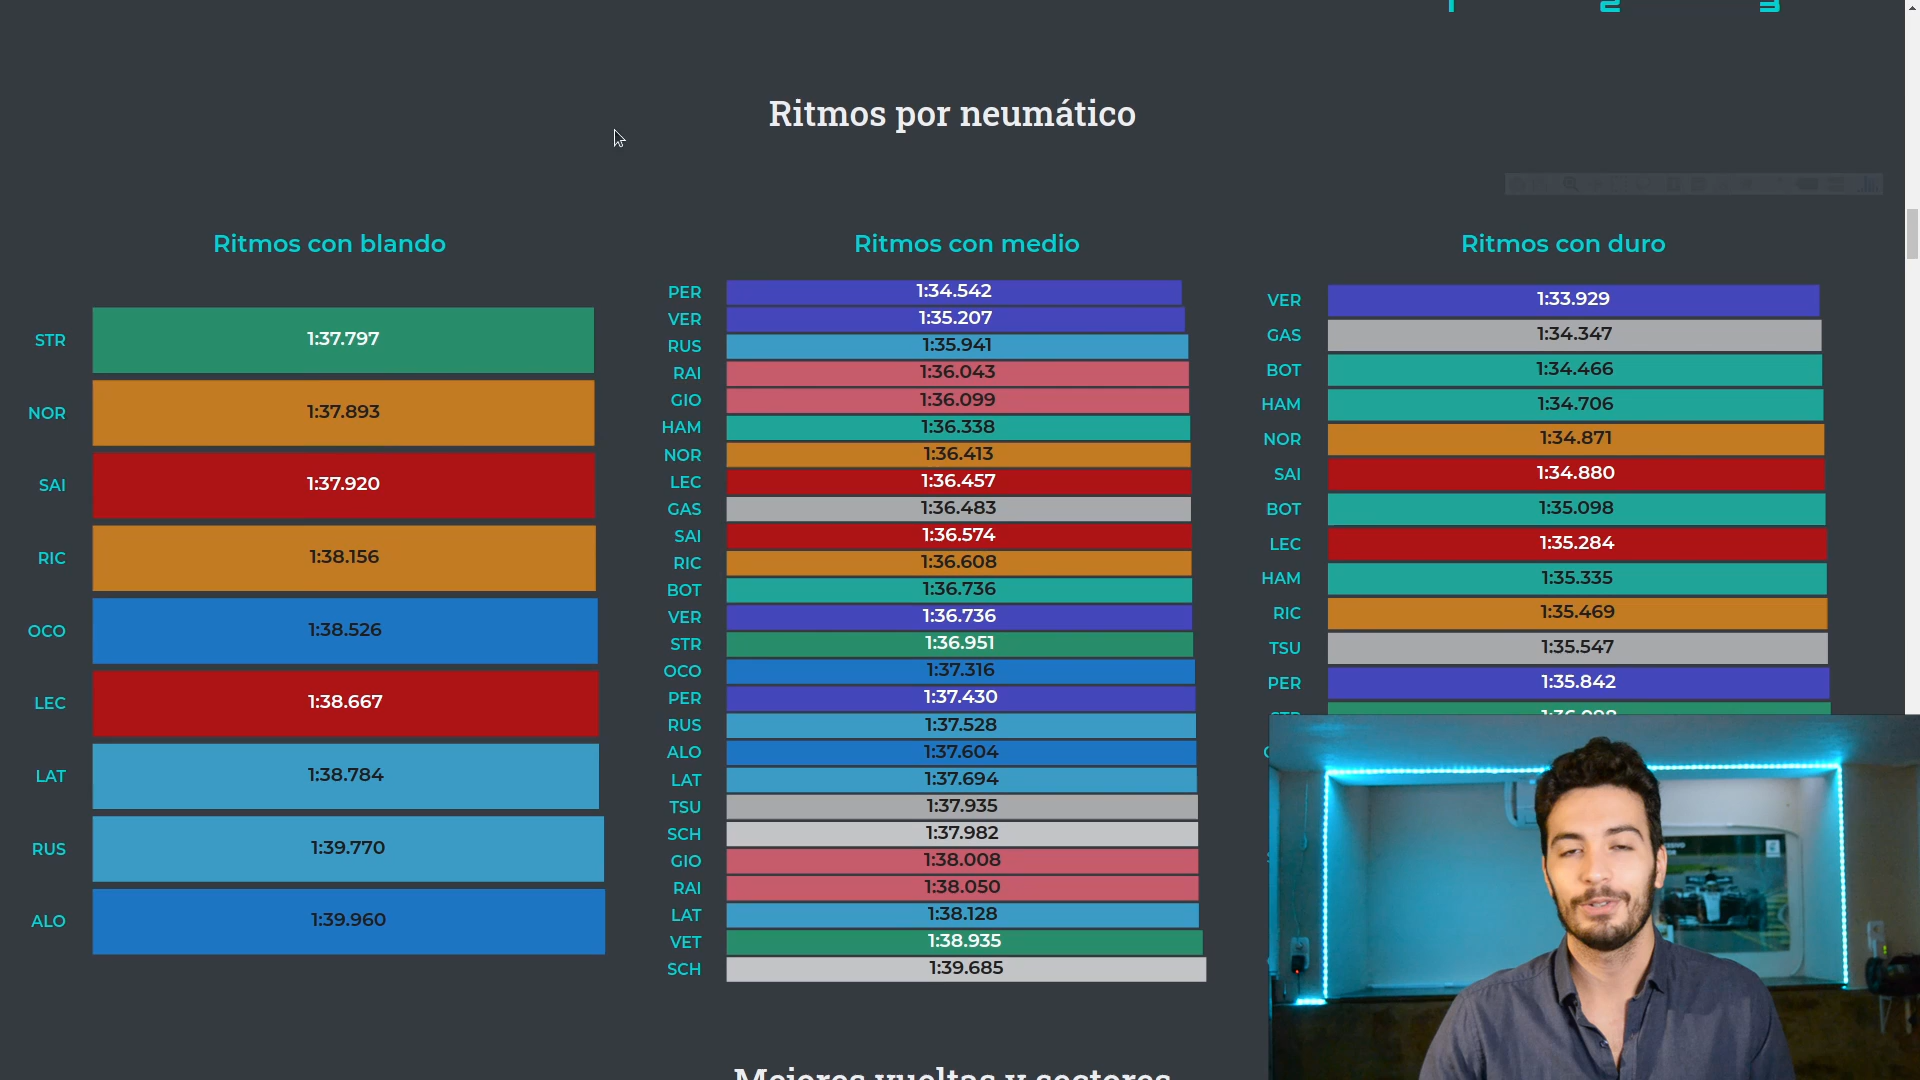 1 2 3
Ritmos por neumático
Ritmos con blando
STR 1:37.797
NOR 1:37.893
SAI 1:37.920
RIC 1:38.156
OCO 1:38.526
LEC 1:38.667
LAT 1:38.784
RUS 1:39.770
ALO 1:39.960
Ritmos con medio
PER 1:34.542
VER 1:35.207
RUS 1:35.941
RAI 1:36.043
GIO 1:36.099
HAM 1:36.338
NOR 1:36.413
LEC 1:36.457
GAS 1:36.483
SAI 1:36.574
RIC 1:36.608
BOT 1:36.736
VER 1:36.736
STR 1:36.951
OCO 1:37.316
PER 1:37.430
RUS 1:37.528
ALO 1:37.604
LAT 1:37.694
TSU 1:37.935
SCH 1:37.982
GIO 1:38.008
RAI 1:38.050
LAT 1:38.128
VET 1:38.935
SCH 1:39.685
Ritmos con duro
VER 1:33.929
GAS 1:34.347
BOT 1:34.466
HAM 1:34.706
NOR 1:34.871
SAI 1:34.880
BOT 1:35.098
LEC 1:35.284
HAM 1:35.335
RIC 1:35.469
TSU 1:35.547
PER 1:35.842
STR 1:36.098
Mejores vueltas y sectores